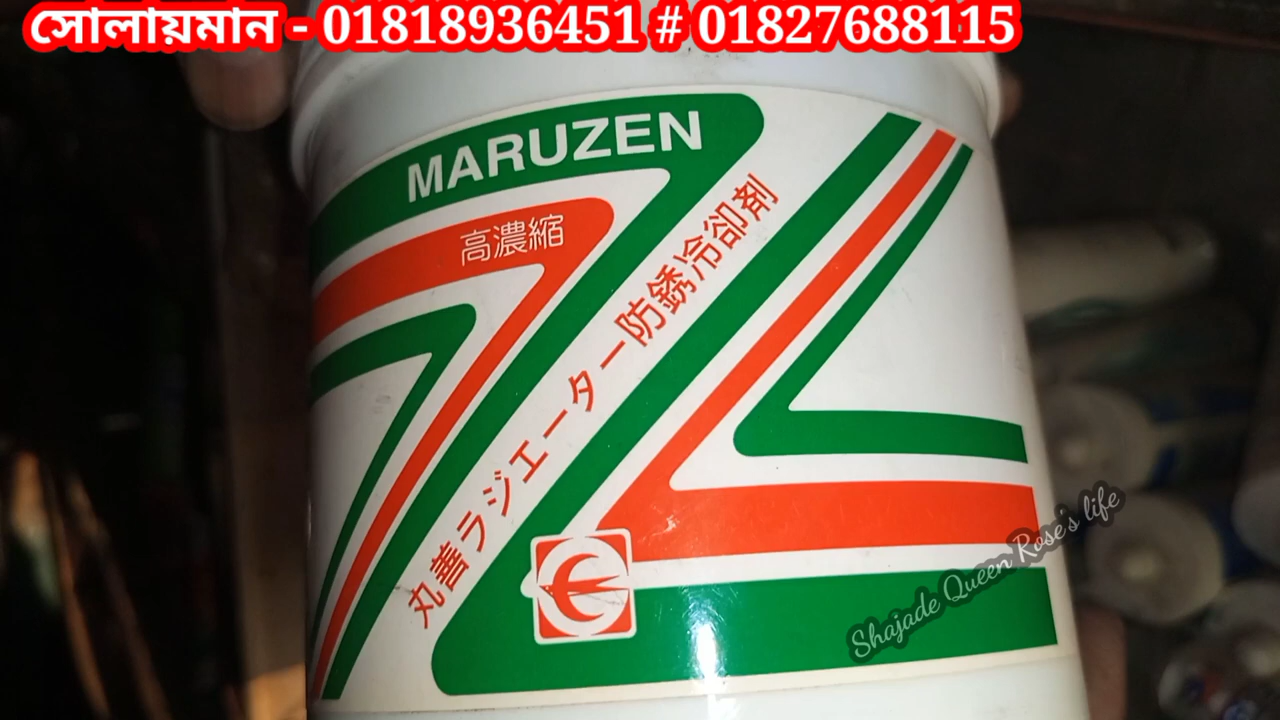 সোলায়মান - 01818936451 # 01827688115
MARUZEN
高濃縮
丸善ラジエーター防錆冷却剤
Shajade Queen Rose's life